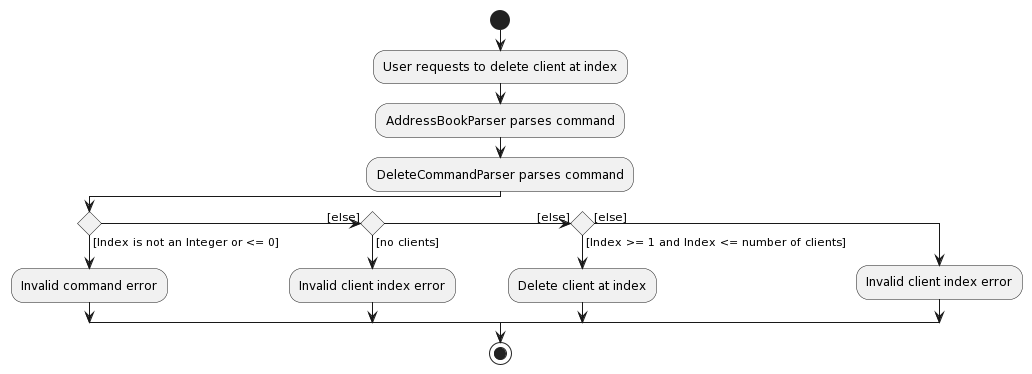 User requests to delete client at index
AddressBookParser parses command
DeleteCommandParser parses command
[else]
[else]
[else]
[Index is not an Integer or <= 0]
[no clients]
[Index >= 1 and Index <= number of clients]
Invalid command error
Invalid client index error
Delete client at index
Invalid client index error